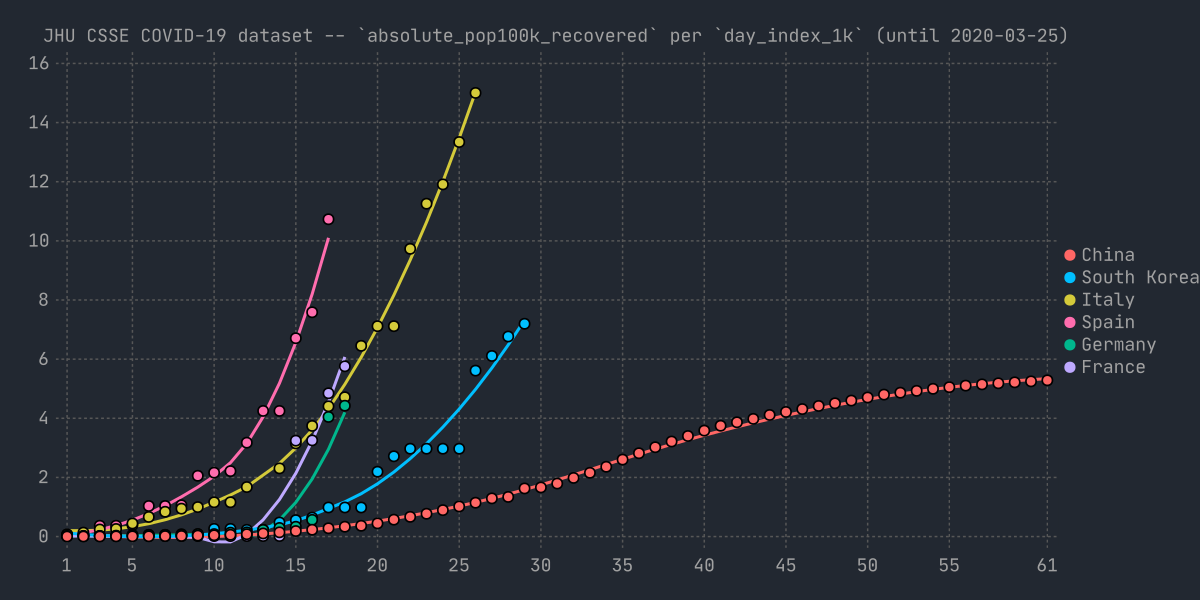 JHU CSSE COVID-19 dataset -- `absolute_pop100k_recovered` per `day_index_1k` (until 2020-03-25)
16
14
12
10
8
6
4
2
0
1 5 10 15 20 25 30 35 40 45 50 55 61
China
South Korea
Italy
Spain
Germany
France